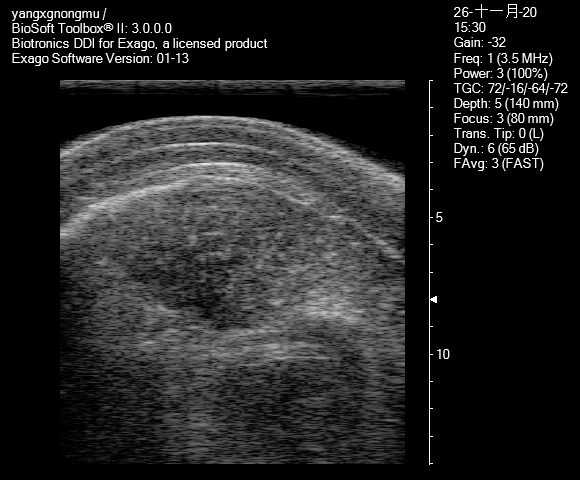 yangxgnongmu /
BioSoft Toolbox® II: 3.0.0.0
Biotronics DDI for Exago, a licensed product
Exago Software Version: 01-13
26-十一月-20
15:30
Gain: -32
Freq: 1 (3.5 MHz)
Power: 3 (100%)
TGC: 72/-16/-64/-72
Depth: 5 (140 mm)
Focus: 3 (80 mm)
Trans. Tip: 0 (L)
Dyn.: 6 (65 dB)
FAvg: 3 (FAST)
5
10